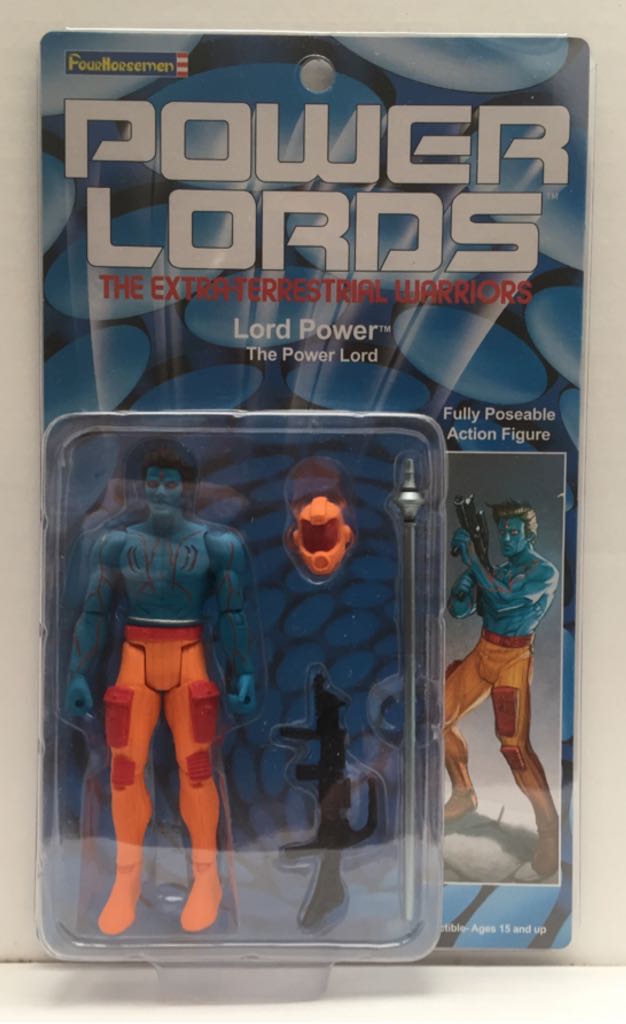 FourHorsemen
POWER
LORDS™
THE EXTRA-TERRESTRIAL WARRIORS
Lord Power™
The Power Lord
Fully Poseable
Action Figure
ctible- Ages 15 and up